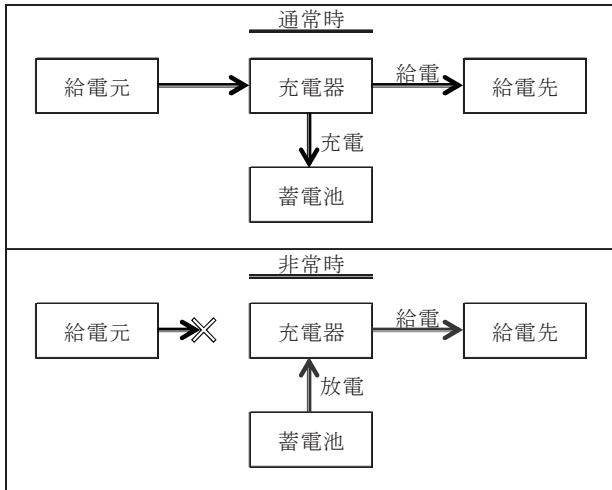 通常時
給電元
充電器
給電
給電先
充電
蓄電池
非常時
給電元
充電器
給電
給電先
放電
蓄電池